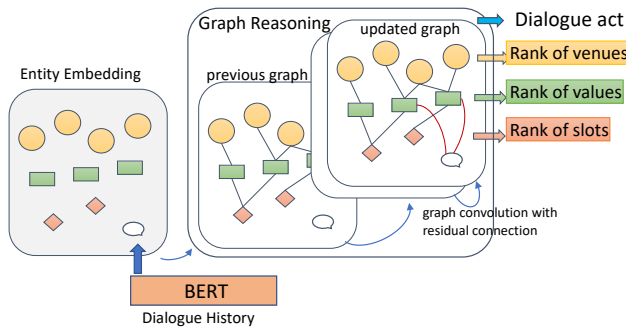 Graph Reasoning
updated graph
Dialogue act
Rank of venues
Entity Embedding
previous graph
Rank of values
Rank of slots
graph convolution with
residual connection
BERT
Dialogue History